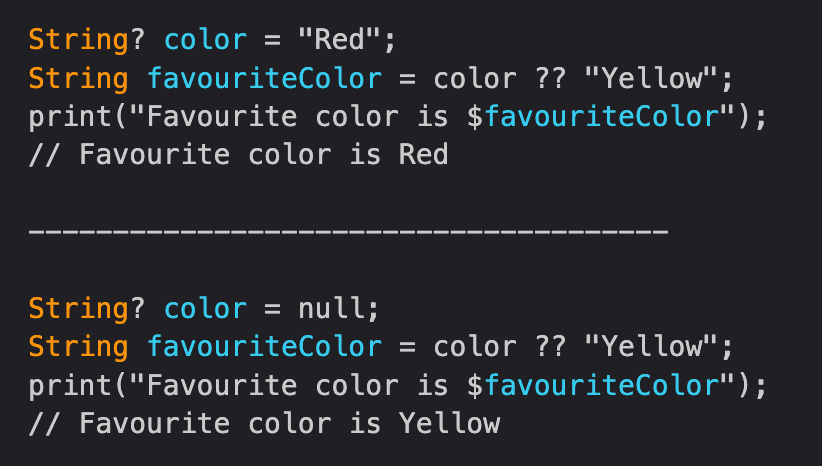 String? color = "Red";
String favouriteColor = color ?? "Yellow";
print("Favourite color is $favouriteColor");
// Favourite color is Red
--------------------------------------
String? color = null;
String favouriteColor = color ?? "Yellow";
print("Favourite color is $favouriteColor");
// Favourite color is Yellow